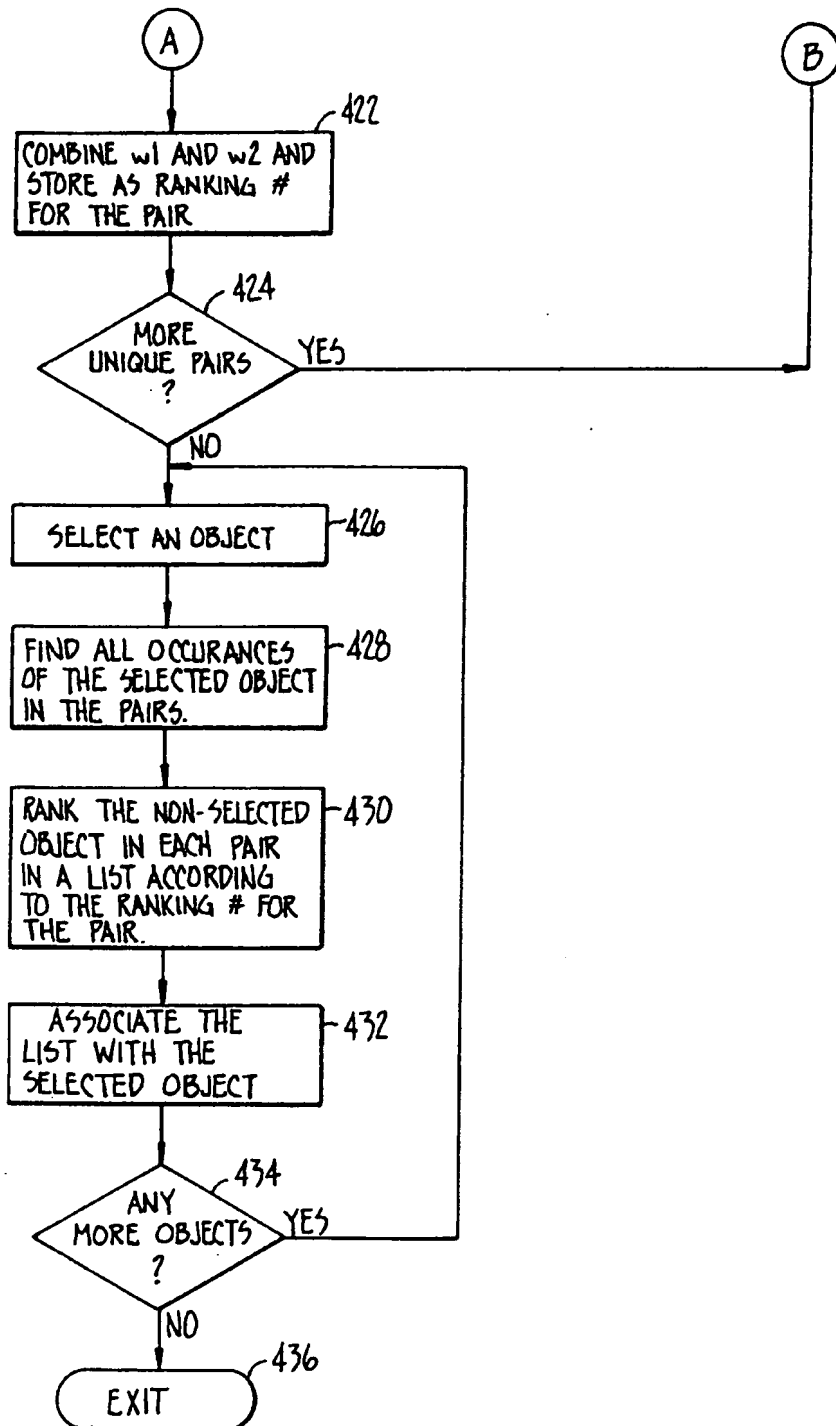 A
B
422
COMBINE w1 AND w2 AND
STORE AS RANKING #
FOR THE PAIR
424
MORE
UNIQUE PAIRS
?
YES
NO
SELECT AN OBJECT
426
FIND ALL OCCURANCES
OF THE SELECTED OBJECT
IN THE PAIRS.
428
RANK THE NON-SELECTED
OBJECT IN EACH PAIR
IN A LIST ACCORDING
TO THE RANKING # FOR
THE PAIR.
430
ASSOCIATE THE
LIST WITH THE
SELECTED OBJECT
432
434
ANY
MORE OBJECTS
?
YES
NO
436
EXIT